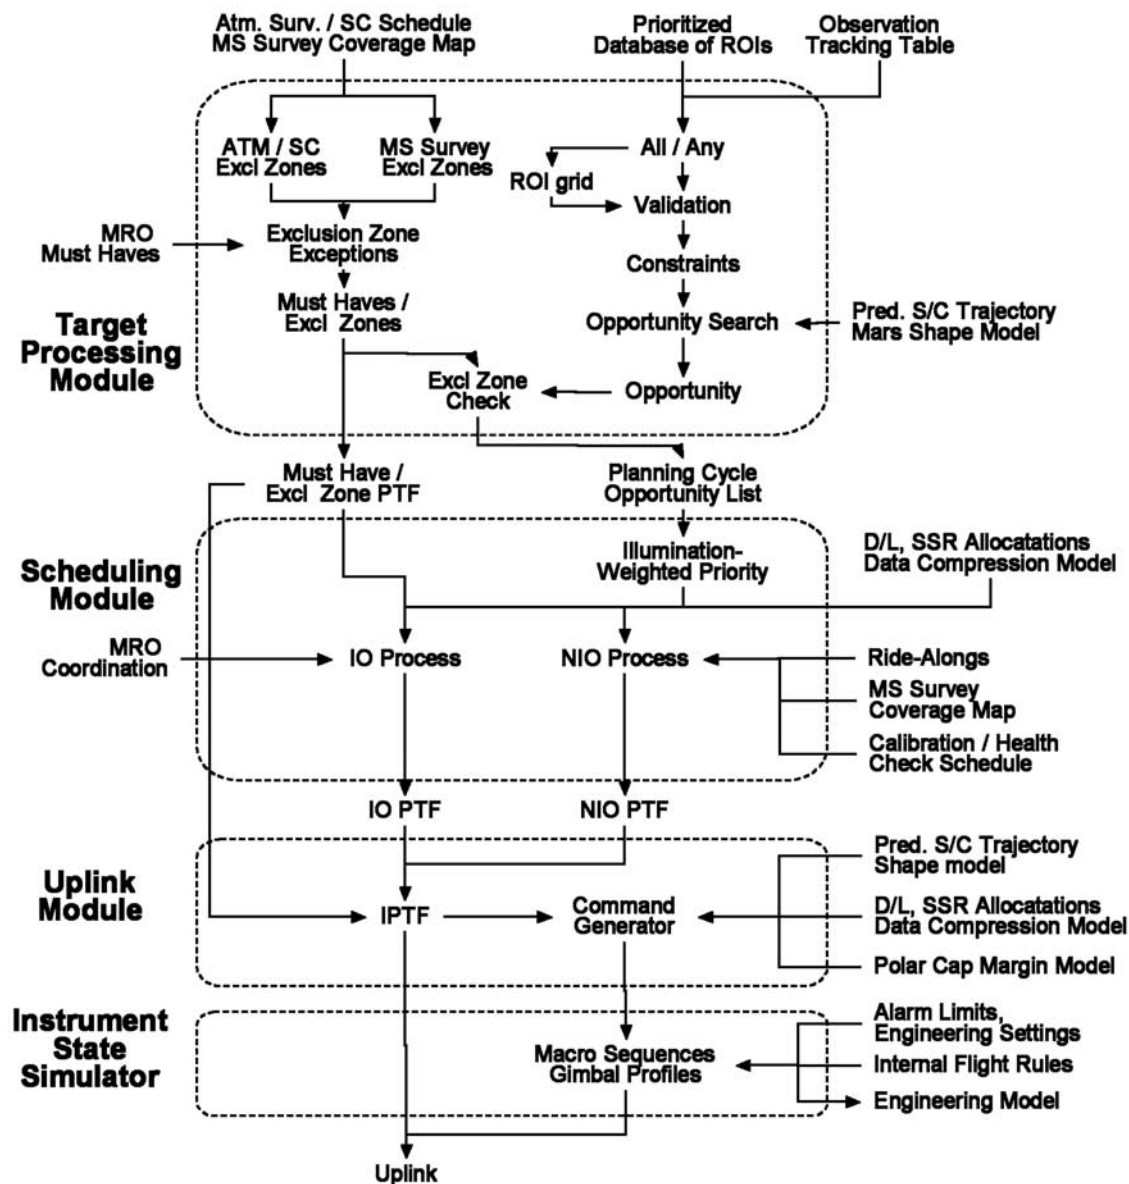 Atm. Surv. / SC Schedule
MS Survey Coverage Map
Prioritized
Database of ROIs
Observation
Tracking Table
ATM / SC
Excl Zones
MS Survey
Excl Zones
All / Any
ROI grid
Validation
MRO
Must Haves
Exclusion Zone
Exceptions
Constraints
Must Haves /
Excl Zones
Target
Processing
Module
Opportunity Search
Pred. S/C Trajectory
Mars Shape Model
Excl Zone
Check
Opportunity
Must Have /
Excl Zone PTF
Planning Cycle
Opportunity List
Scheduling
Module
Illumination-
Weighted Priority
D/L, SSR Allocatations
Data Compression Model
MRO
Coordination
IO Process
NIO Process
Ride-Alongs
MS Survey
Coverage Map
Calibration / Health
Check Schedule
IO PTF
NIO PTF
Uplink
Module
Pred. S/C Trajectory
Shape model
IPTF
Command
Generator
D/L, SSR Allocatations
Data Compression Model
Polar Cap Margin Model
Instrument
State
Simulator
Alarm Limits,
Engineering Settings
Macro Sequences
Gimbal Profiles
Internal Flight Rules
Engineering Model
Uplink